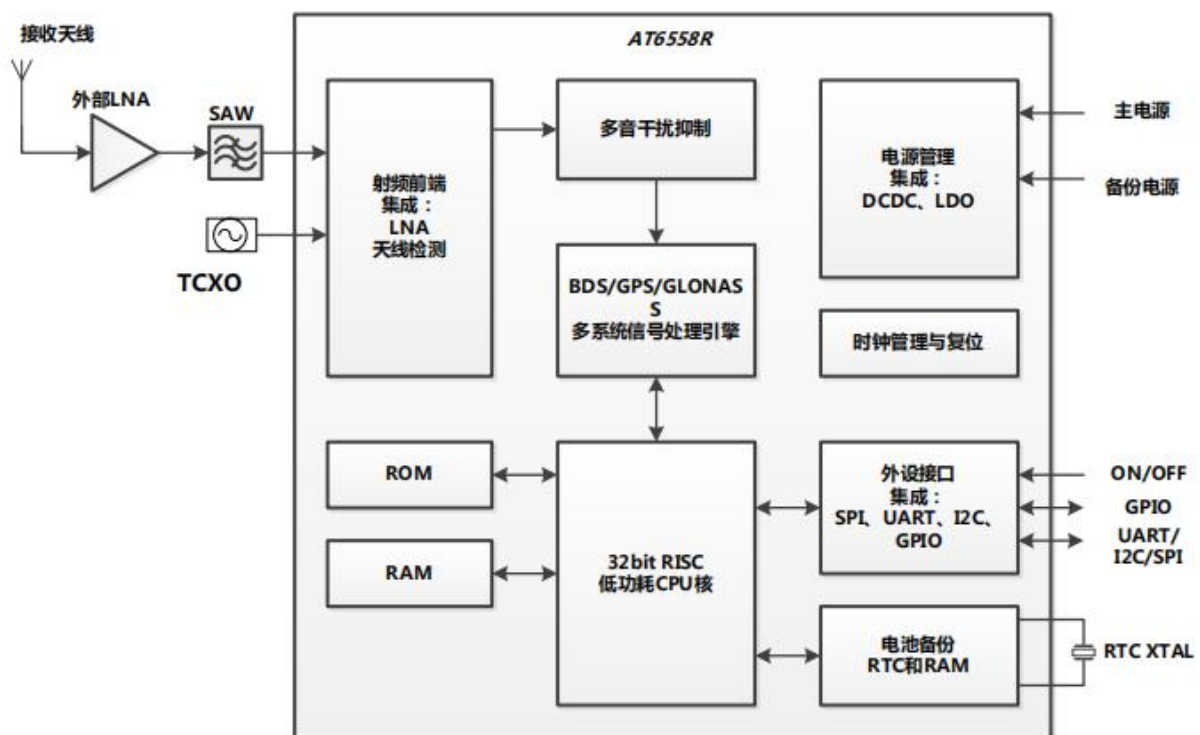 接收天线
AT6558R
外部LNA
SAW
TCXO
射频前端
集成：
LNA
天线检测
多音干扰抑制
BDS/GPS/GLONAS
S
多系统信号处理引擎
电源管理
集成：
DCDC、LDO
主电源
备份电源
时钟管理与复位
ROM
RAM
32bit RISC
低功耗CPU核
外设接口
集成：
SPI、UART、I2C、
GPIO
ON/OFF
GPIO
UART/
I2C/SPI
电池备份
RTC和RAM
RTC XTAL